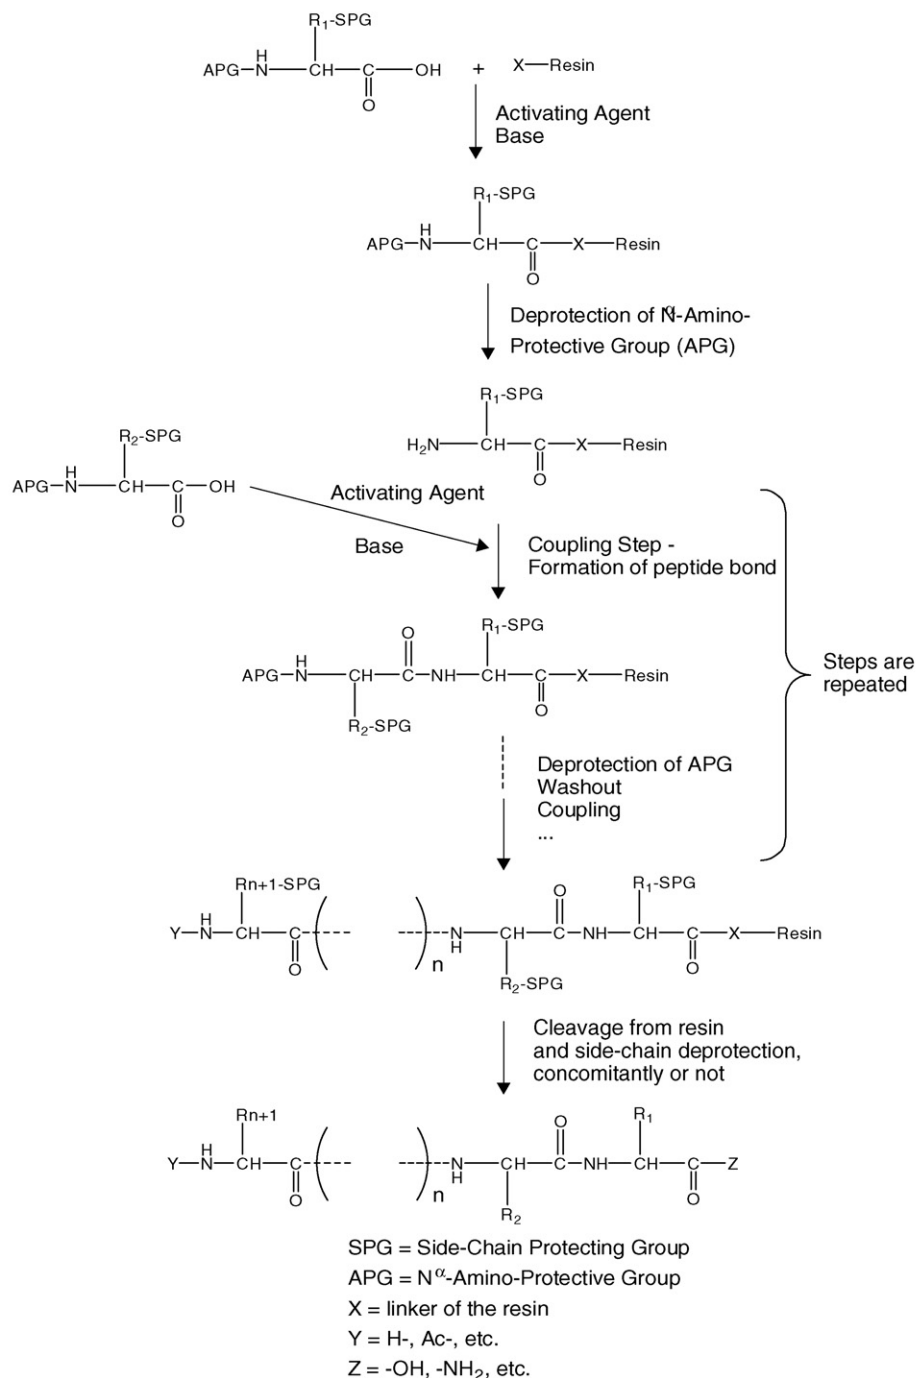 R1-SPG
APG-N-CH-C-OH + X-Resin
H
O
Activating Agent
Base
R1-SPG
H
APG-N-CH-C-X-Resin
O
Deprotection of Nα-Amino-
Protective Group (APG)
R1-SPG
H2N-CH-C-X-Resin
O
R2-SPG
H
APG-N-CH-C-OH
O
Activating Agent
Base
Coupling Step -
Formation of peptide bond
O
R1-SPG
H
APG-N-CH-C-NH-CH-C-X-Resin
R2-SPG
O
Steps are
repeated
Deprotection of APG
Washout
Coupling
...
Rn+1-SPG
O
R1-SPG
H
Y-N-CH-C ( ) n N-CH-C-NH-CH-C-X-Resin
O
H
R2-SPG
O
Cleavage from resin
and side-chain deprotection,
concomitantly or not
Rn+1
O
R1
H
Y-N-CH-C ( ) n N-CH-C-NH-CH-C-Z
O
H
R2
O
SPG = Side-Chain Protecting Group
APG = Nα-Amino-Protective Group
X = linker of the resin
Y = H-, Ac-, etc.
Z = -OH, -NH2, etc.